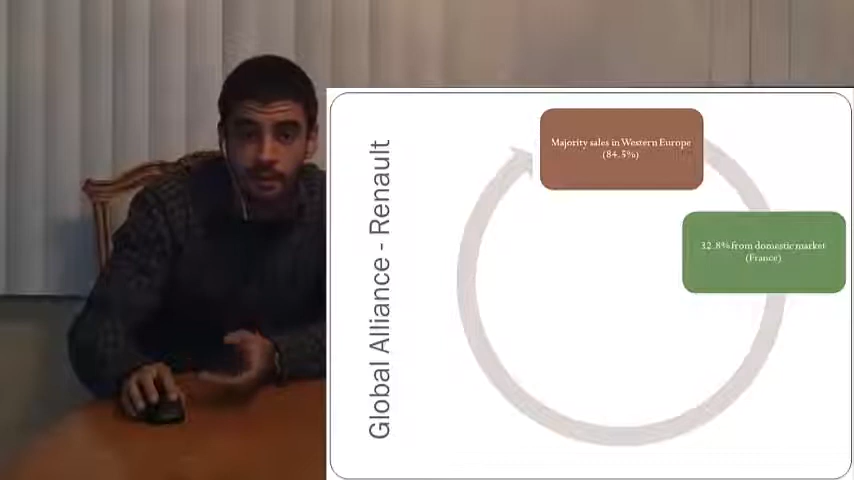 Global Alliance - Renault
Majority sales in Western Europe
(84.5%)
32.8% from domestic market
(France)